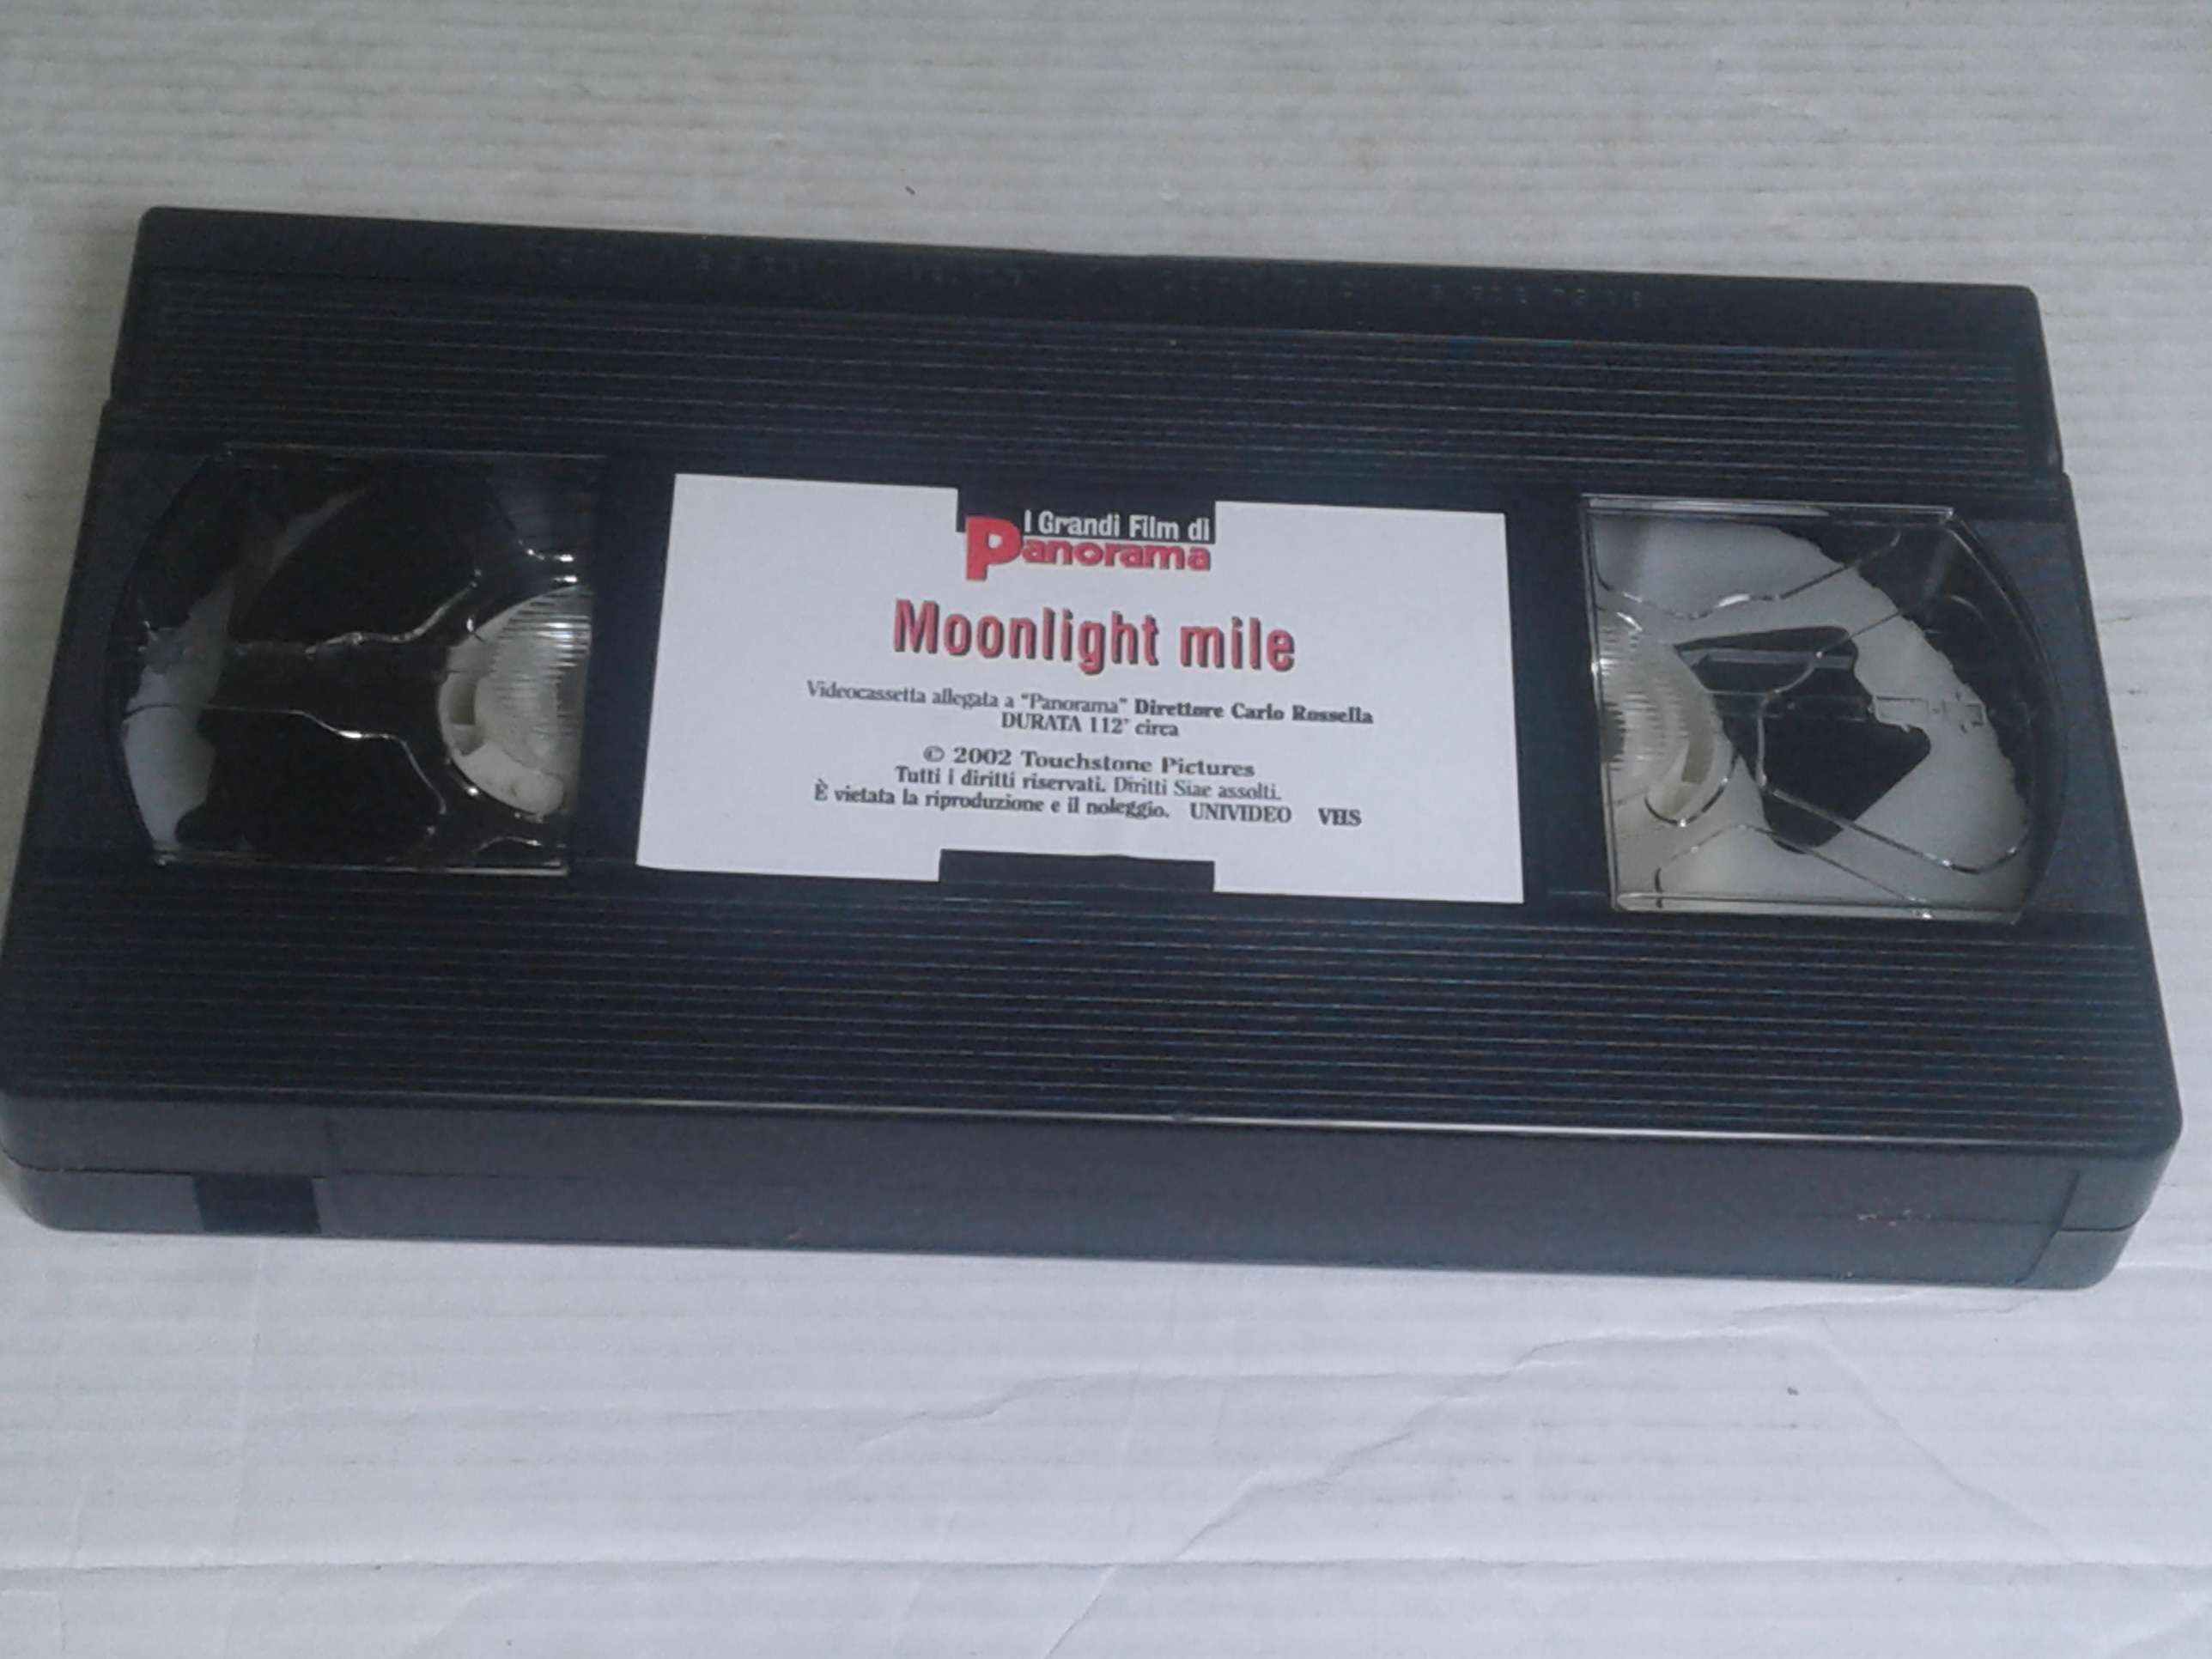 I Grandi Film di
Panorama
Moonlight mile
Videocassetta allegata a "Panorama" Direttore Carlo Rossella
DURATA 112' circa
© 2002 Touchstone Pictures
Tutti i diritti riservati. Diritti Siae assolti.
È vietata la riproduzione e il noleggio. UNIVIDEO VHS